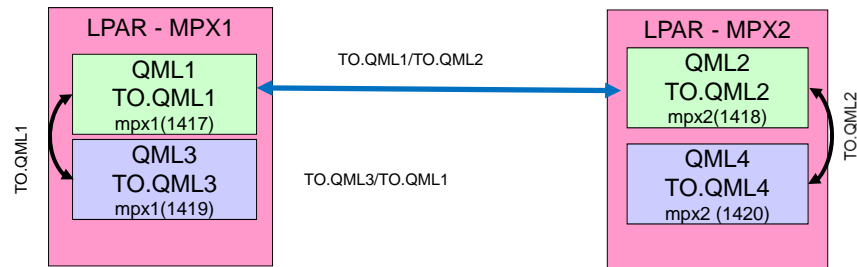 LPAR - MPX1
QML1
TO.QML1
mpx1(1417)
QML3
TO.QML3
mpx1(1419)
TO.QML1
TO.QML1/TO.QML2
TO.QML3/TO.QML1
LPAR - MPX2
QML2
TO.QML2
mpx2(1418)
QML4
TO.QML4
mpx2 (1420)
TO.QML2